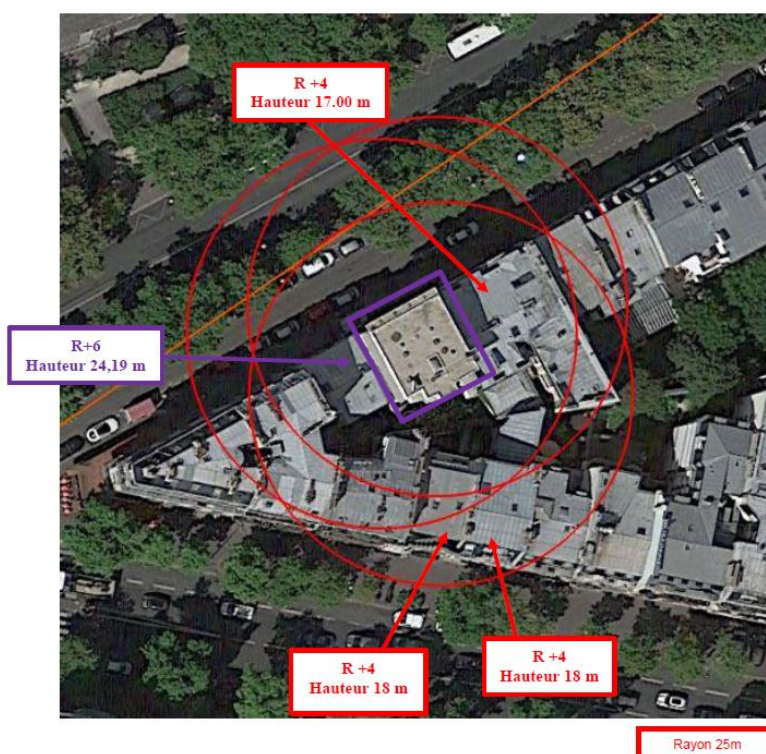 R +4
Hauteur 17.00 m
R+6
Hauteur 24,19 m
R +4
Hauteur 18 m
R +4
Hauteur 18 m
Rayon 25m